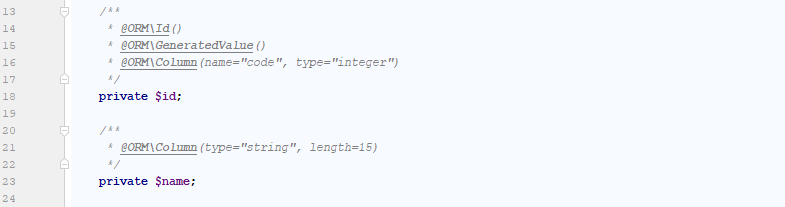 13 /**
14 * @ORM\Id()
15 * @ORM\GeneratedValue()
16 * @ORM\Column(name="code", type="integer")
17 */
18 private $id;
19
20 /**
21 * @ORM\Column(type="string", length=15)
22 */
23 private $name;
24